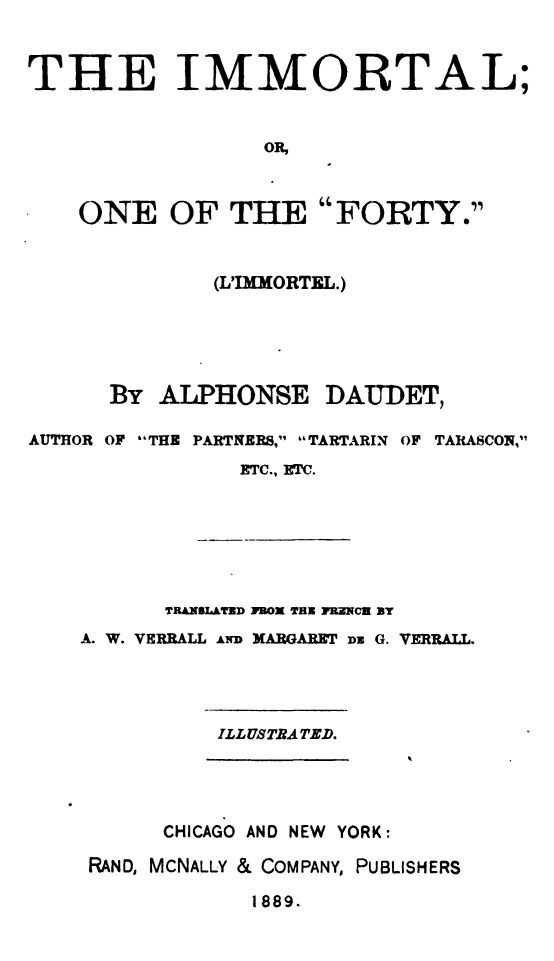 THE IMMORTAL;
OR,
ONE OF THE "FORTY."
(L'IMMORTEL.)
BY ALPHONSE DAUDET,
AUTHOR OF "THE PARTNERS," "TARTARIN OF TARASCON,"
ETC., ETC.
TRANSLATED FROM THE FRENCH BY
A. W. VERRALL AND MARGARET DE G. VERRALL.
ILLUSTRATED.
CHICAGO AND NEW YORK:
RAND, MCNALLY & COMPANY, PUBLISHERS
1889.